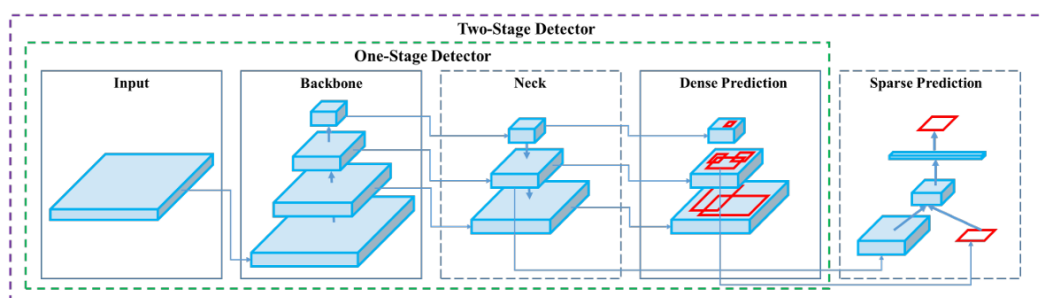 Two-Stage Detector
One-Stage Detector
Input
Backbone
Neck
Dense Prediction
Sparse Prediction